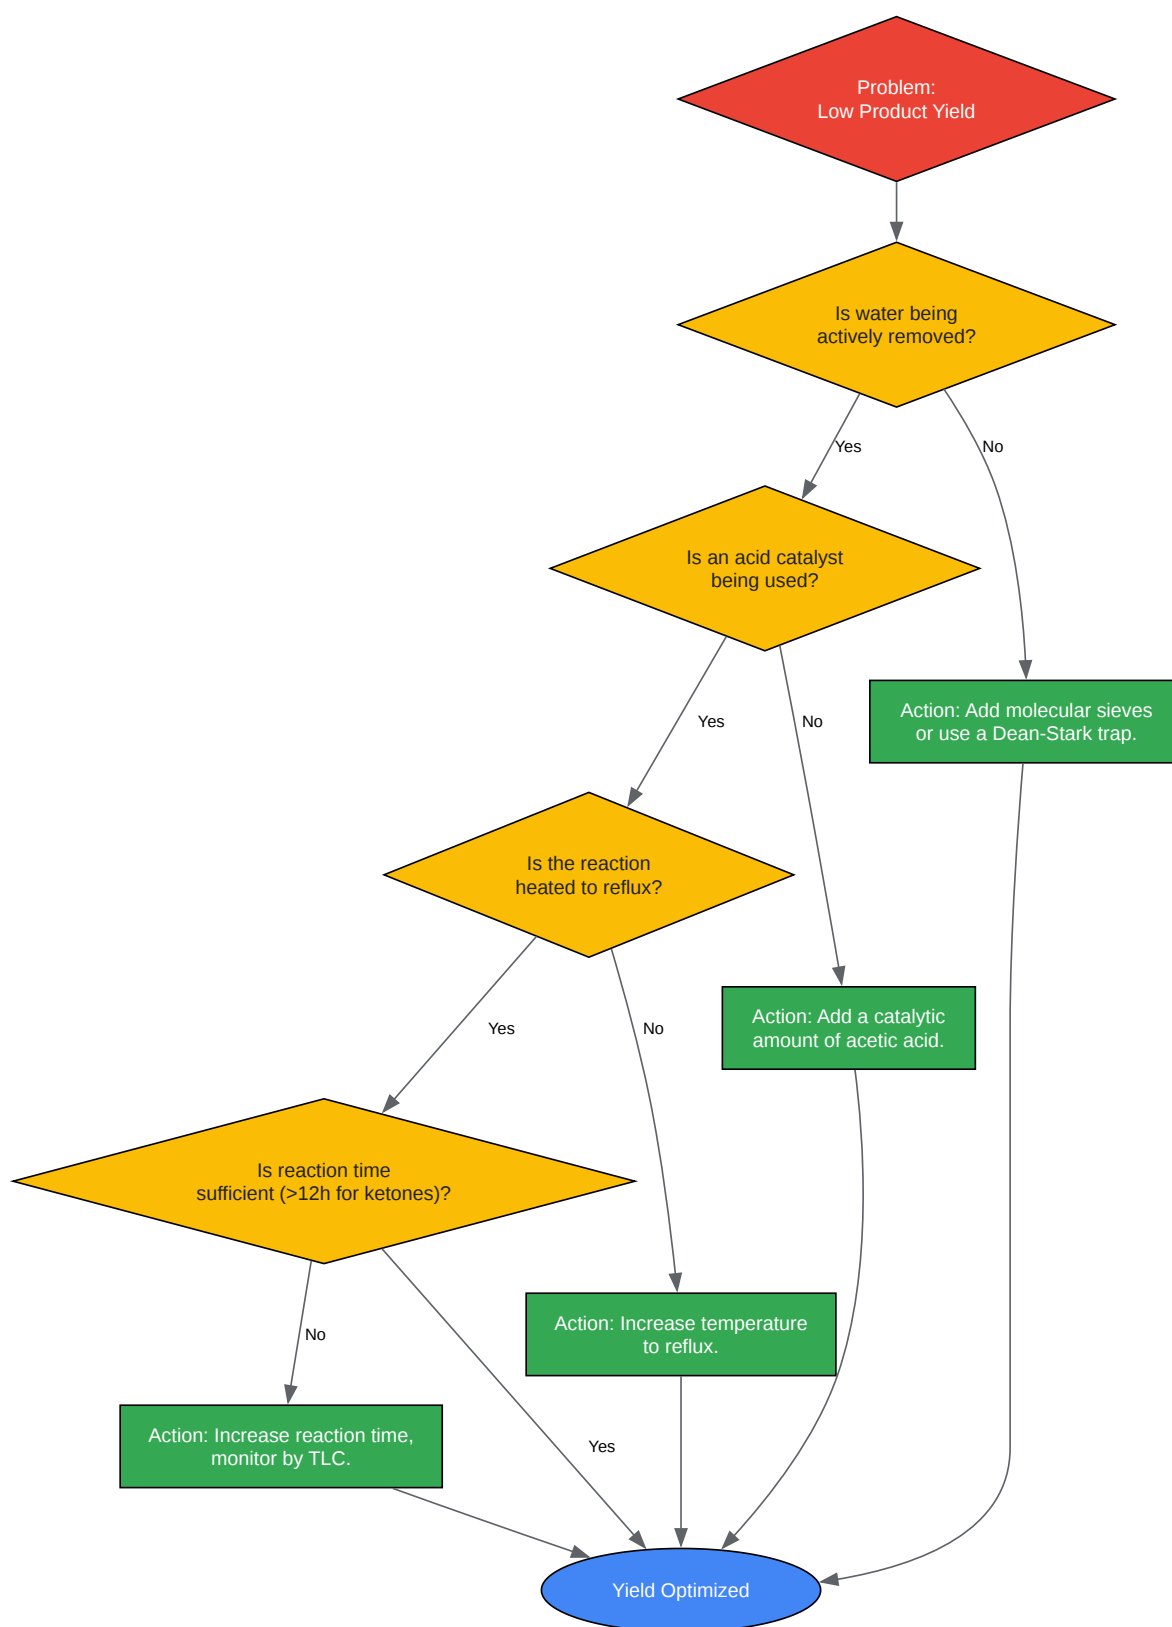 Problem:
Low Product Yield
Is water being
actively removed?
Yes
No
Is an acid catalyst
being used?
Yes
No
Action: Add molecular sieves
or use a Dean-Stark trap.
Is the reaction
heated to reflux?
Yes
No
Action: Add a catalytic
amount of acetic acid.
Is reaction time
sufficient (>12h for ketones)?
No
Yes
Action: Increase temperature
to reflux.
Action: Increase reaction time,
monitor by TLC.
Yield Optimized